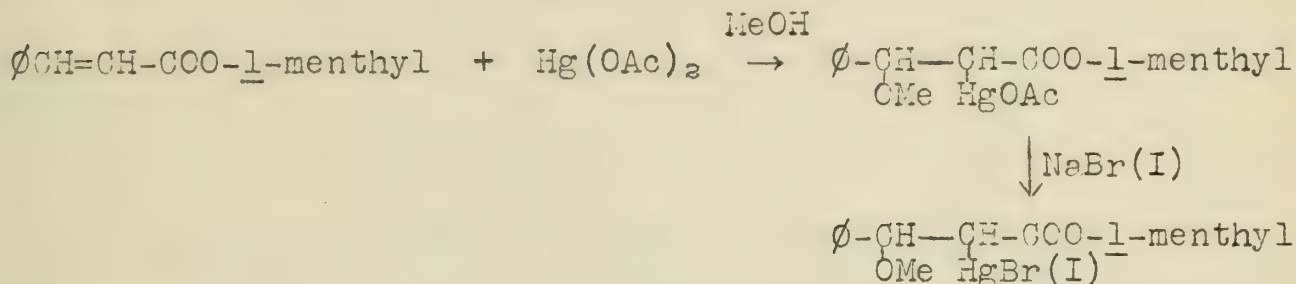 MeOH
ØCH=CH-COO-l-menthyl + Hg(OAc)₂ → Ø-CH—CH-COO-l-menthyl
OMe HgOAc
↓NaBr(I)
Ø-CH—CH-COO-l-menthyl
OMe HgBr(I)